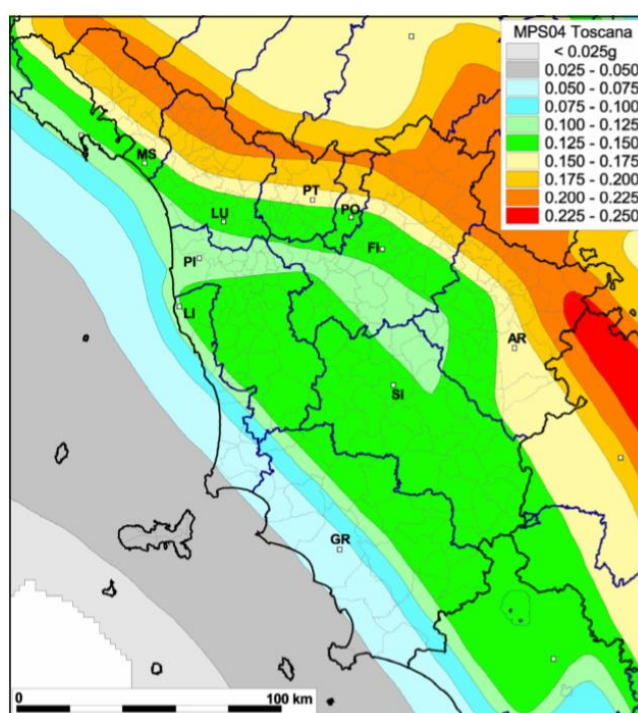 MPS04 Toscana
< 0.025g
0.025 - 0.050
0.050 - 0.075
0.075 - 0.100
0.100 - 0.125
0.125 - 0.150
0.150 - 0.175
0.175 - 0.200
0.200 - 0.225
0.225 - 0.250
MS
PT
LU
PO
FI
PI
LI
AR
SI
GR
0 100 km